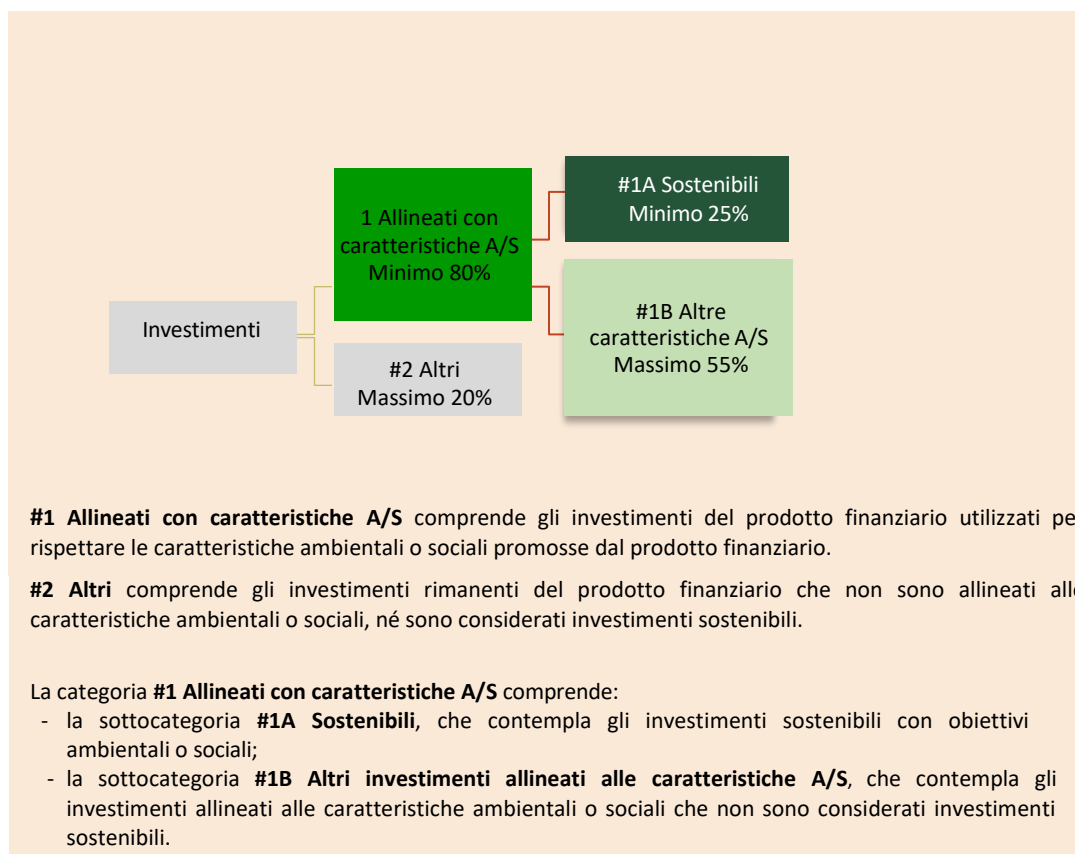 #1A Sostenibili
Minimo 25%
1 Allineati con
caratteristiche A/S
Minimo 80%
#1B Altre
caratteristiche A/S
Massimo 55%
Investimenti
#2 Altri
Massimo 20%
#1 Allineati con caratteristiche A/S comprende gli investimenti del prodotto finanziario utilizzati pe
rispettare le caratteristiche ambientali o sociali promosse dal prodotto finanziario.
#2 Altri comprende gli investimenti rimanenti del prodotto finanziario che non sono allineati alle
caratteristiche ambientali o sociali, né sono considerati investimenti sostenibili.
La categoria #1 Allineati con caratteristiche A/S comprende:
- la sottocategoria #1A Sostenibili, che contempla gli investimenti sostenibili con obiettivi
ambientali o sociali;
- la sottocategoria #1B Altri investimenti allineati alle caratteristiche A/S, che contempla gli
investimenti allineati alle caratteristiche ambientali o sociali che non sono considerati investimenti
sostenibili.